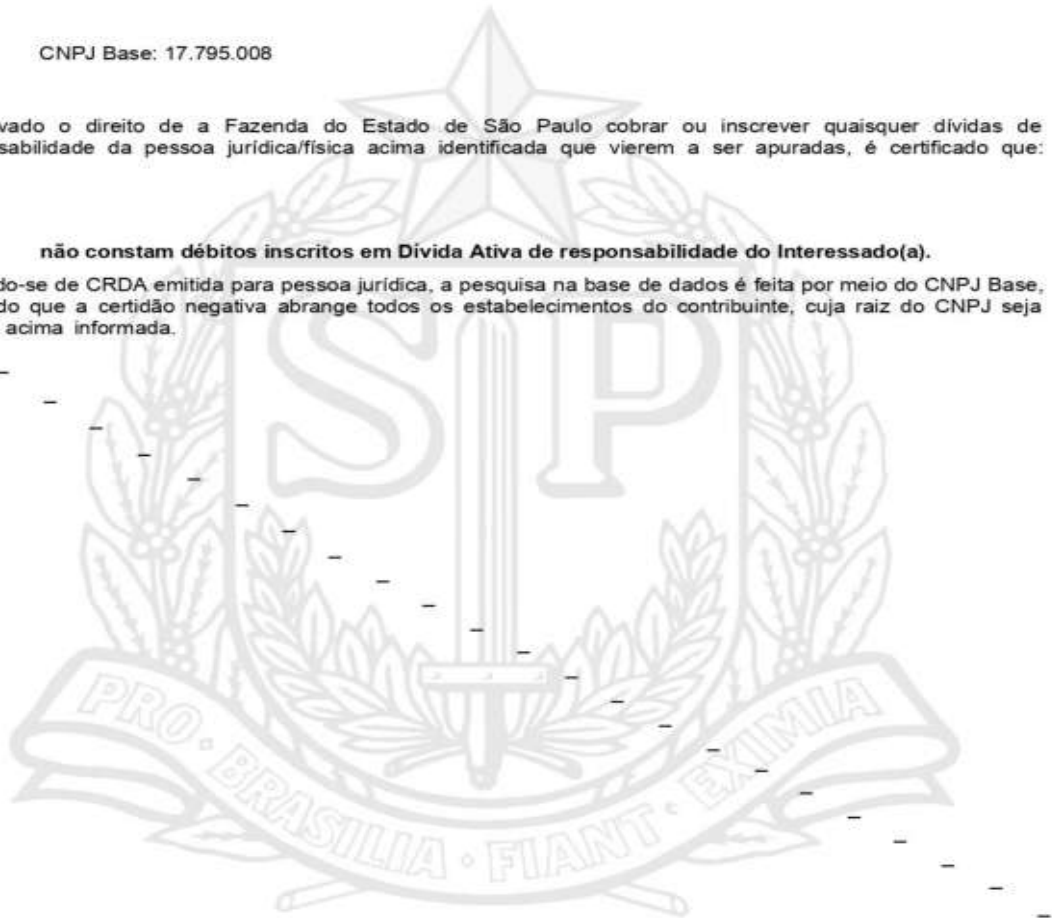 CNPJ Base: 17.795.008
vado o direito de a Fazenda do Estado de São Paulo cobrar ou inscrever quaisquer dívidas de
sabilidade da pessoa jurídica/física acima identificada que vierem a ser apuradas, é certificado que:
não constam débitos inscritos em Dívida Ativa de responsabilidade do Interessado(a).
do-se de CRDA emitida para pessoa jurídica, a pesquisa na base de dados é feita por meio do CNPJ Base,
do que a certidão negativa abrange todos os estabelecimentos do contribuinte, cuja raiz do CNPJ seja
acima informada.
SP
PRO · BRASILIA · FIANT · EXIMIA